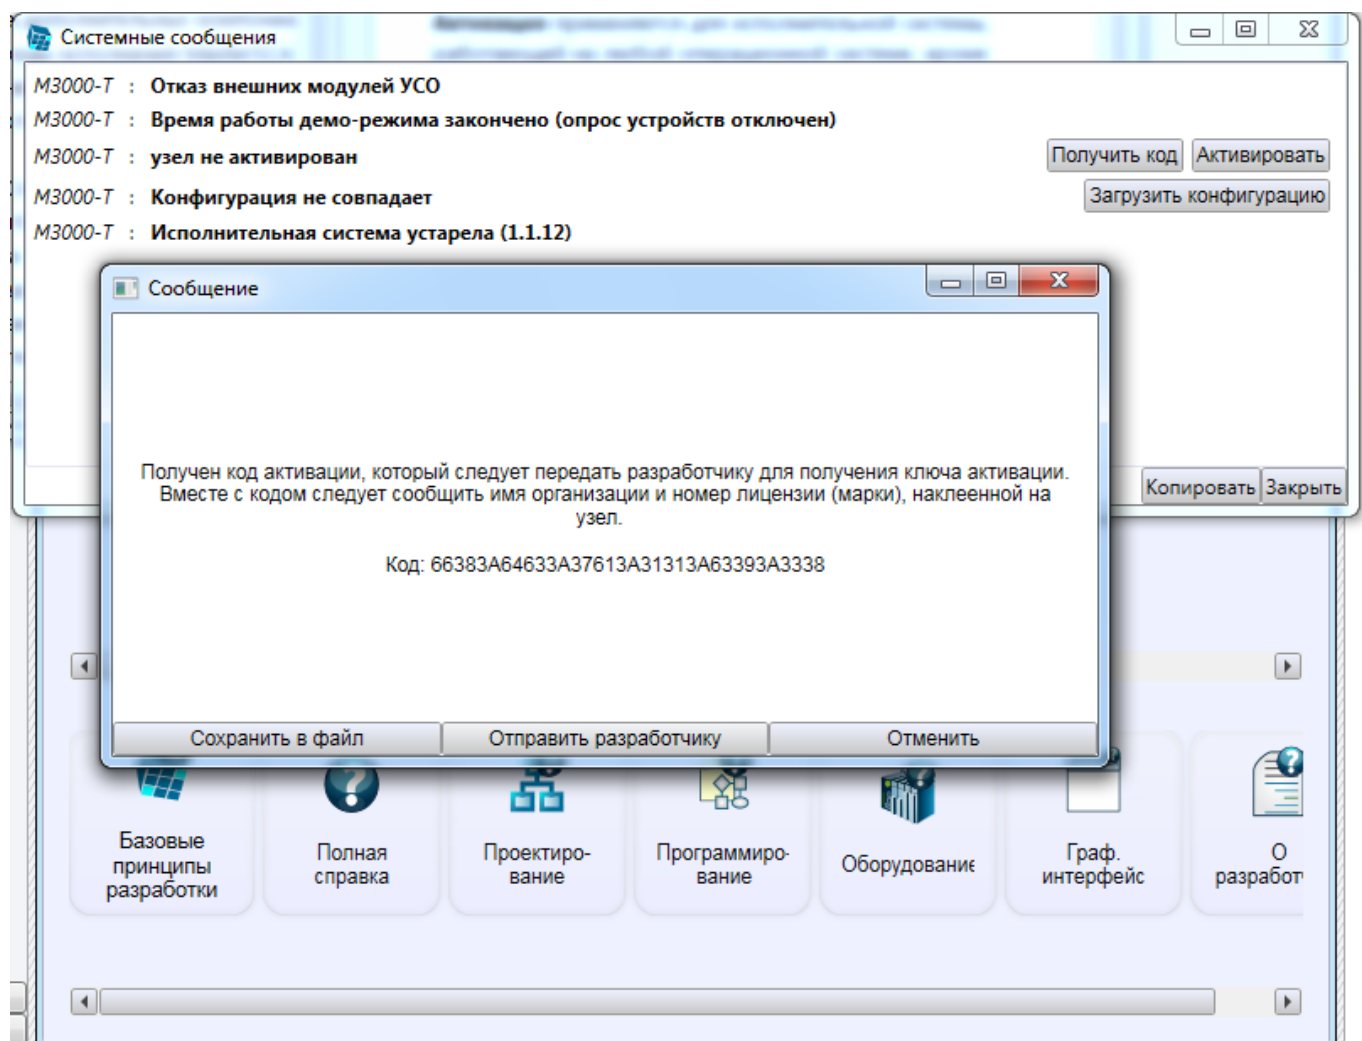 Системные сообщения
М3000-Т : Отказ внешних модулей УСО
М3000-Т : Время работы демо-режима закончено (опрос устройств отключен)
М3000-Т : узел не активирован
Получить код Активировать
М3000-Т : Конфигурация не совпадает
Загрузить конфигурацию
М3000-Т : Исполнительная система устарела (1.1.12)
Сообщение
Получен код активации, который следует передать разработчику для получения ключа активации.
Вместе с кодом следует сообщить имя организации и номер лицензии (марки), наклеенной на
узел.
Код: 66383A64633A37613A31313A63393A3338
Сохранить в файл Отправить разработчику Отменить
Копировать Закрыть
Базовые
принципы
разработки
Полная
справка
Проектиро-
вание
Программиро-
вание
Оборудование
Граф.
интерфейс
О
разработч